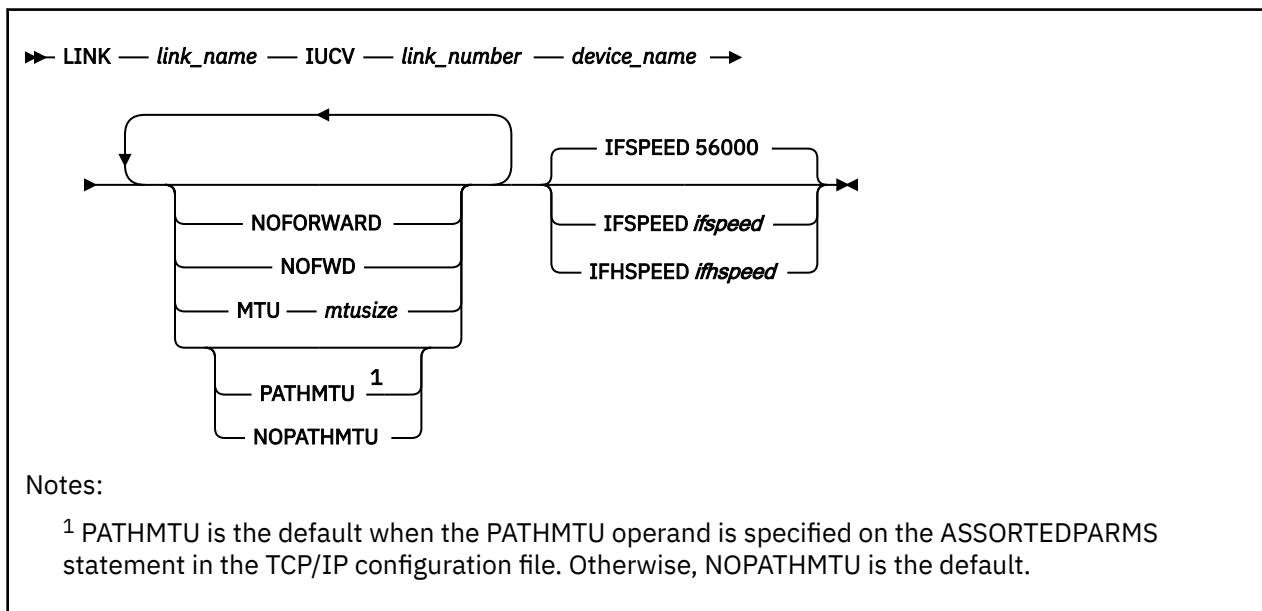 LINK link_name IUCV link_number device_name
IFSPEED 56000
NOFORWARD IFSPEED ifspeed
NOFWD IFHSPEED ifhspeed
MTU mtusize
PATHMTU 1
NOPATHMTU
Notes:
1 PATHMTU is the default when the PATHMTU operand is specified on the ASSORTEDPARMS
statement in the TCP/IP configuration file. Otherwise, NOPATHMTU is the default.